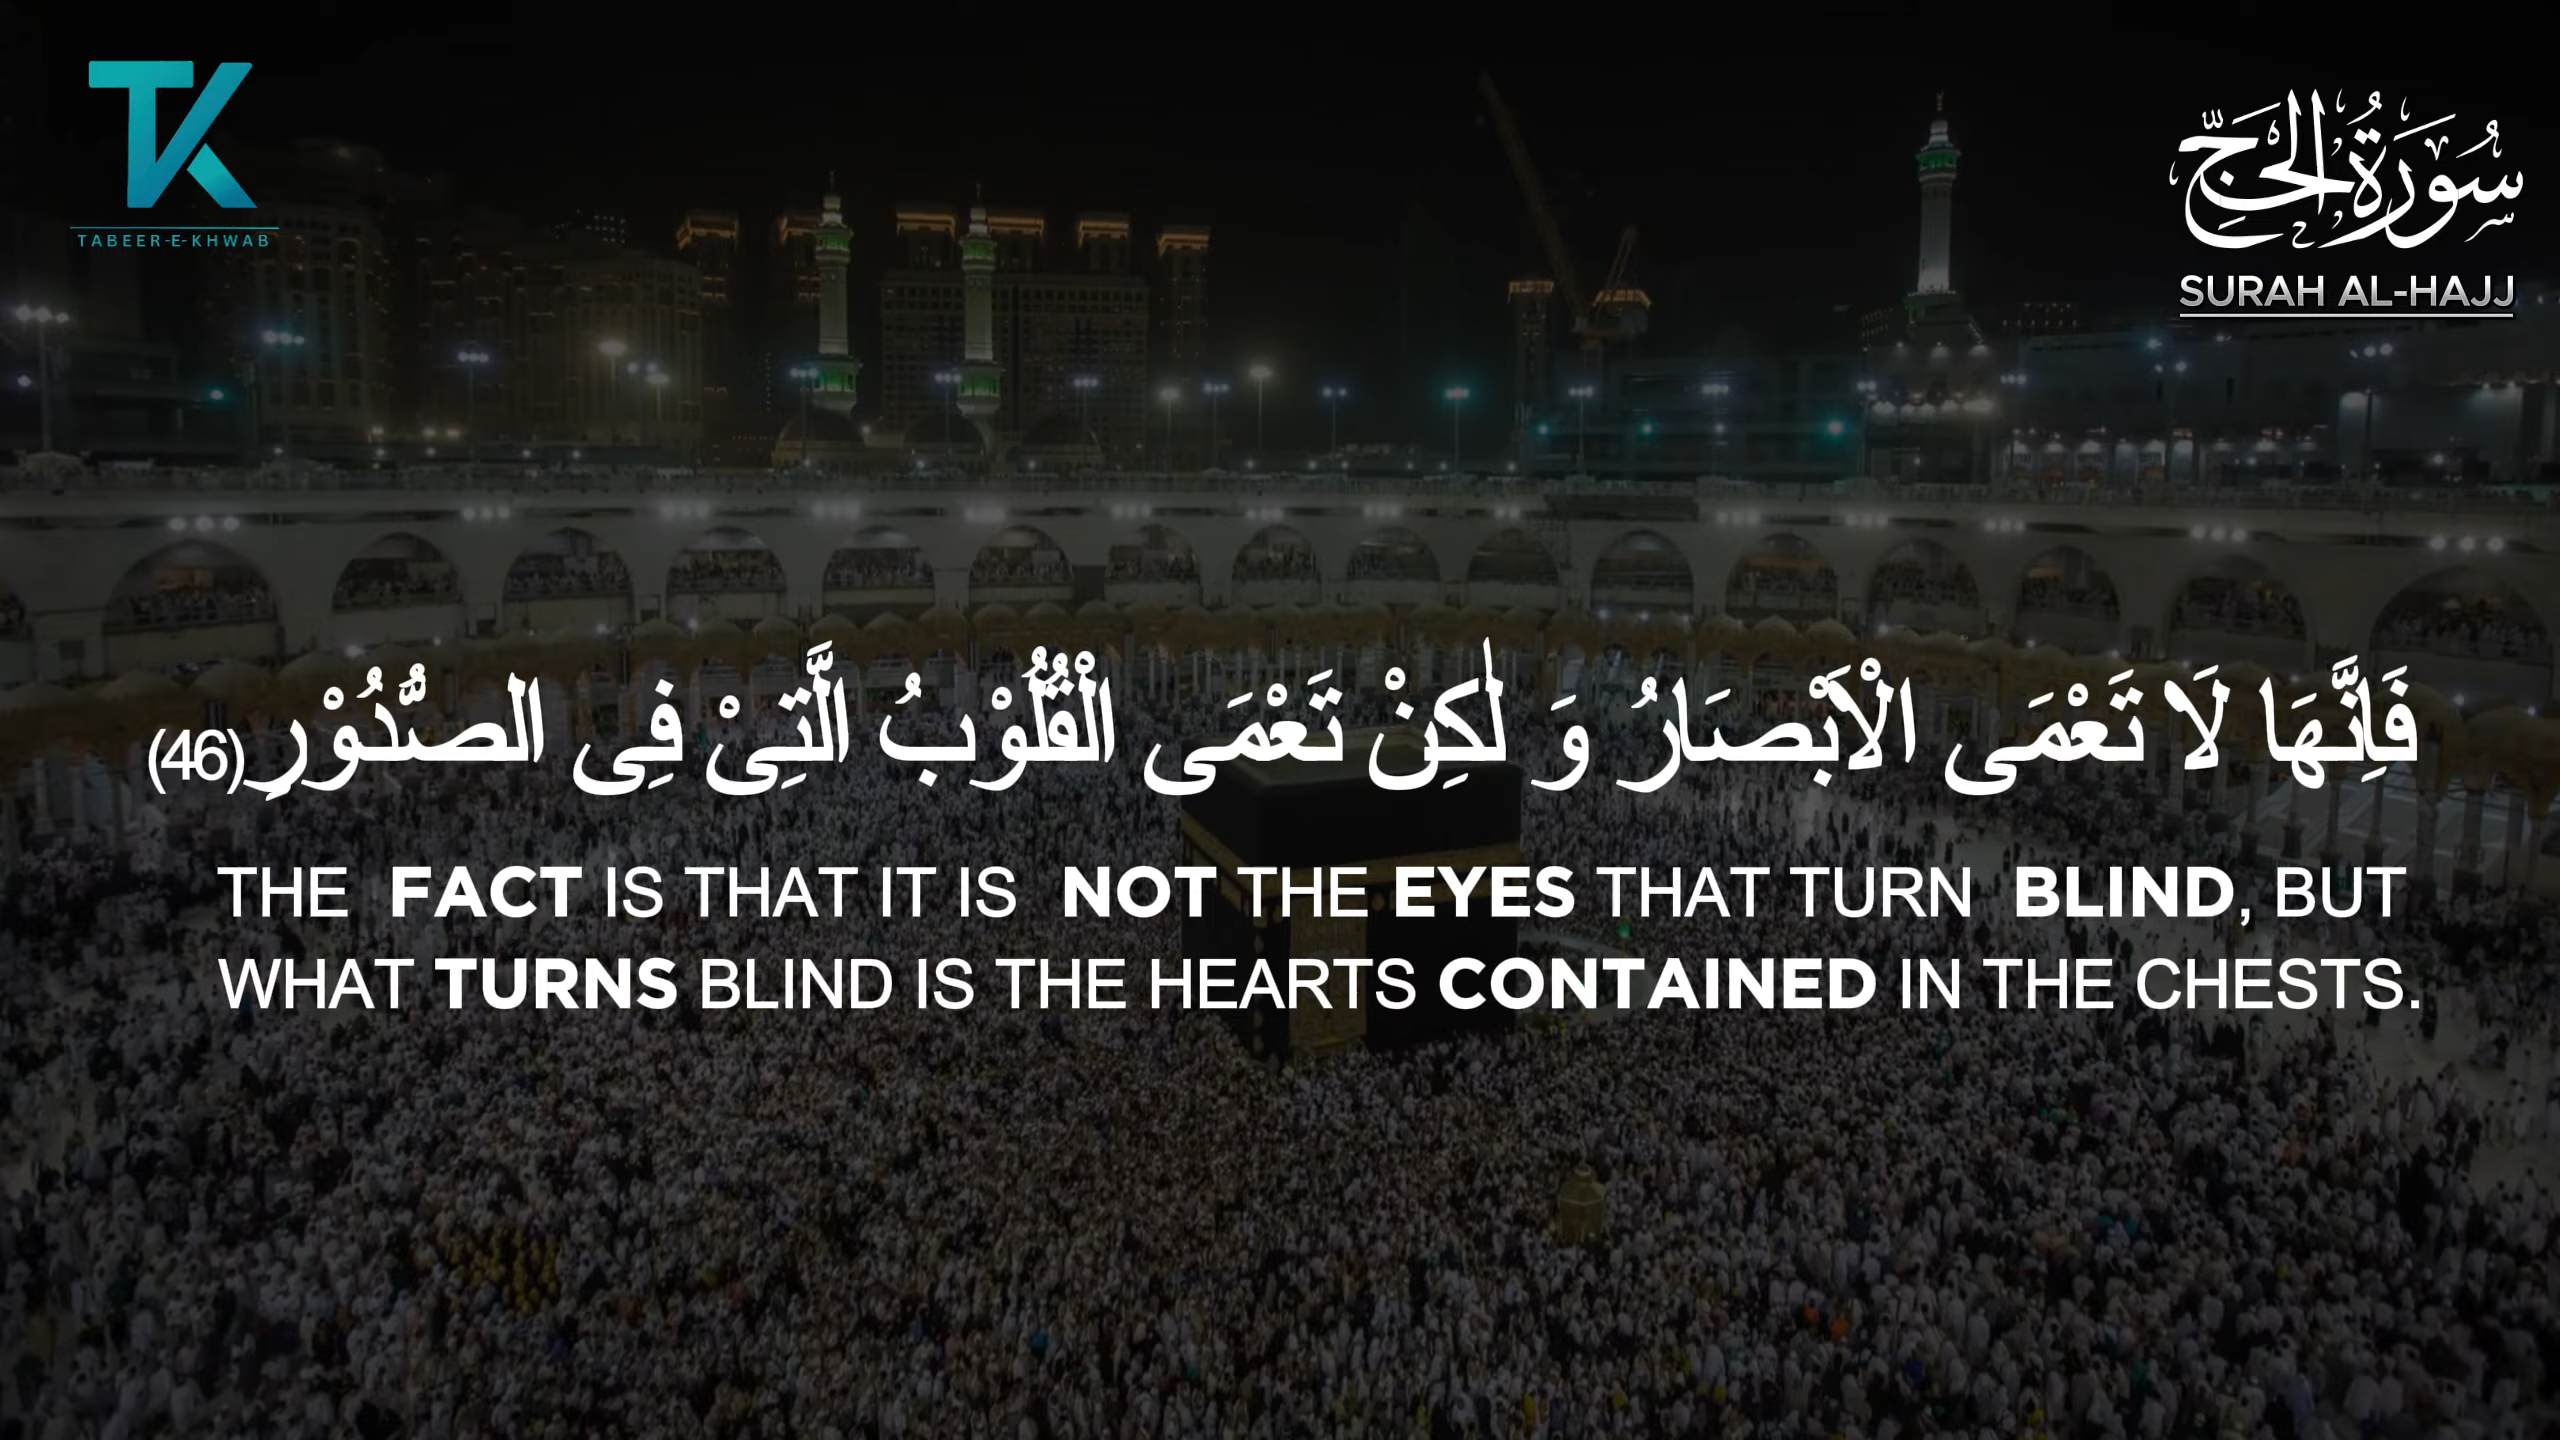 TK
TABEER-E-KHWAB
سُورَةُ الحَجِّ
SURAH AL-HAJJ
فَاِنَّهَا لَا تَعْمَى الْاَبْصَارُ وَ لٰكِنْ تَعْمَى الْقُلُوْبُ الَّتِیْ فِی الصُّدُوْرِ(46)
THE FACT IS THAT IT IS NOT THE EYES THAT TURN BLIND, BUT
WHAT TURNS BLIND IS THE HEARTS CONTAINED IN THE CHESTS.